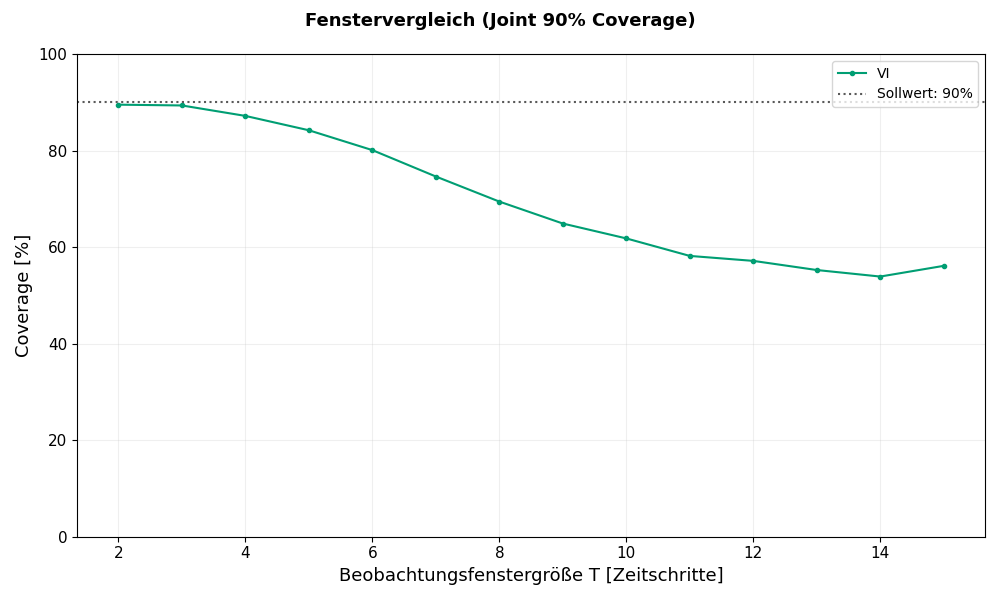 Fenstervergleich (Joint 90% Coverage)
100
80
60
40
20
0
Coverage [%]
VI
Sollwert: 90%
2 4 6 8 10 12 14
Beobachtungsfenstergröße T [Zeitschritte]